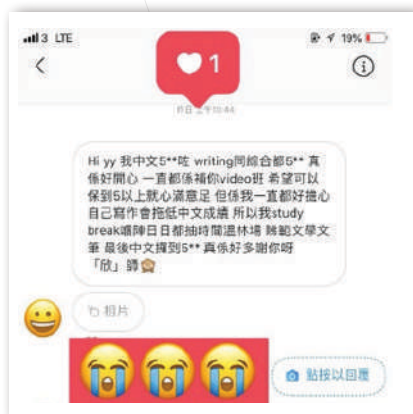 3 LTE
19%
1
Hi yy 我中文5**咗 writing同綜合都5** 真
係好開心 一直都係補你video班 希望可以
保到5以上就心滿意足 但係我一直都好擔心
自己寫作會拖低中文成績 所以我study
break嗰陣日日都抽時間溫林場 睇範文學文
筆 最後中文攞到5** 真係好多謝你呀
「欣」師
相片
點按以回覆